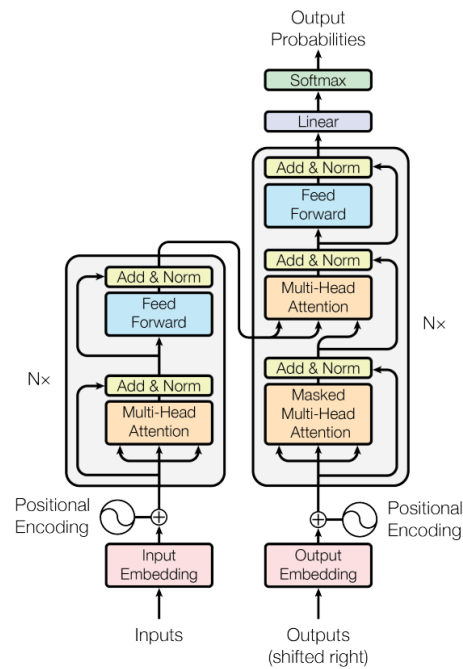 Output
Probabilities
Softmax
Linear
Add & Norm
Feed
Forward
Add & Norm
Multi-Head
Attention
Add & Norm
Masked
Multi-Head
Attention
N×
Positional
Encoding
Output
Embedding
Outputs
(shifted right)
Add & Norm
Feed
Forward
Add & Norm
Multi-Head
Attention
N×
Positional
Encoding
Input
Embedding
Inputs